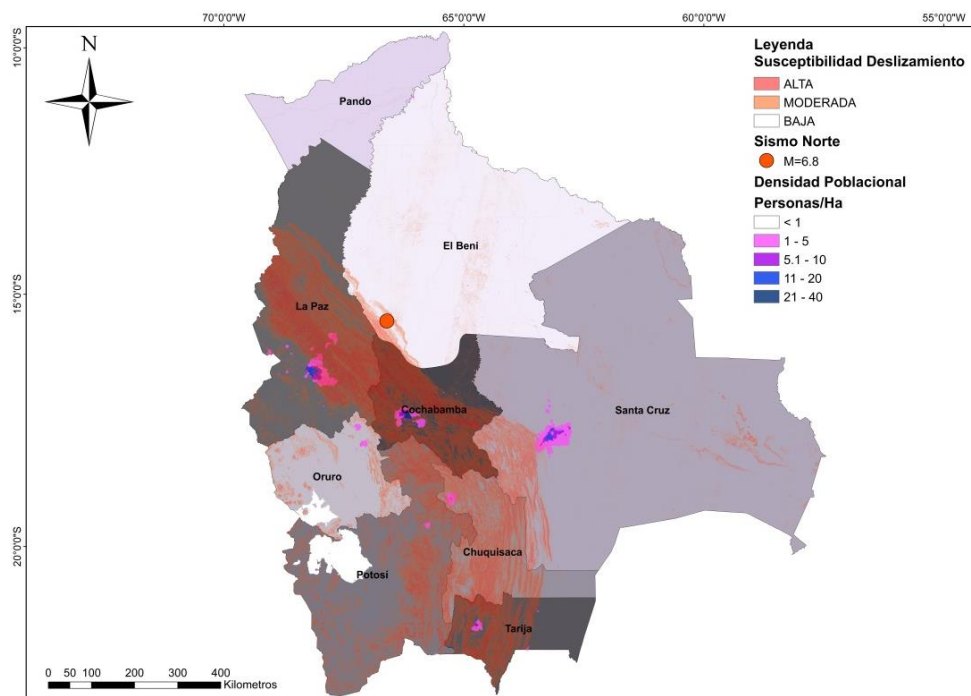 70°0'0"W
65°0'0"W
60°0'0"W
55°0'0"W
10°0'0"S
15°0'0"S
20°0'0"S
N
Pando
El Beni
La Paz
Cochabamba
Santa Cruz
Oruro
Chuquisaca
Potosí
Tarija
Leyenda
Susceptibilidad Deslizamiento
ALTA
MODERADA
BAJA
Sismo Norte
M=6.8
Densidad Poblacional
Personas/Ha
< 1
1 - 5
5.1 - 10
11 - 20
21 - 40
0 50 100 200 300 400
Kilometros